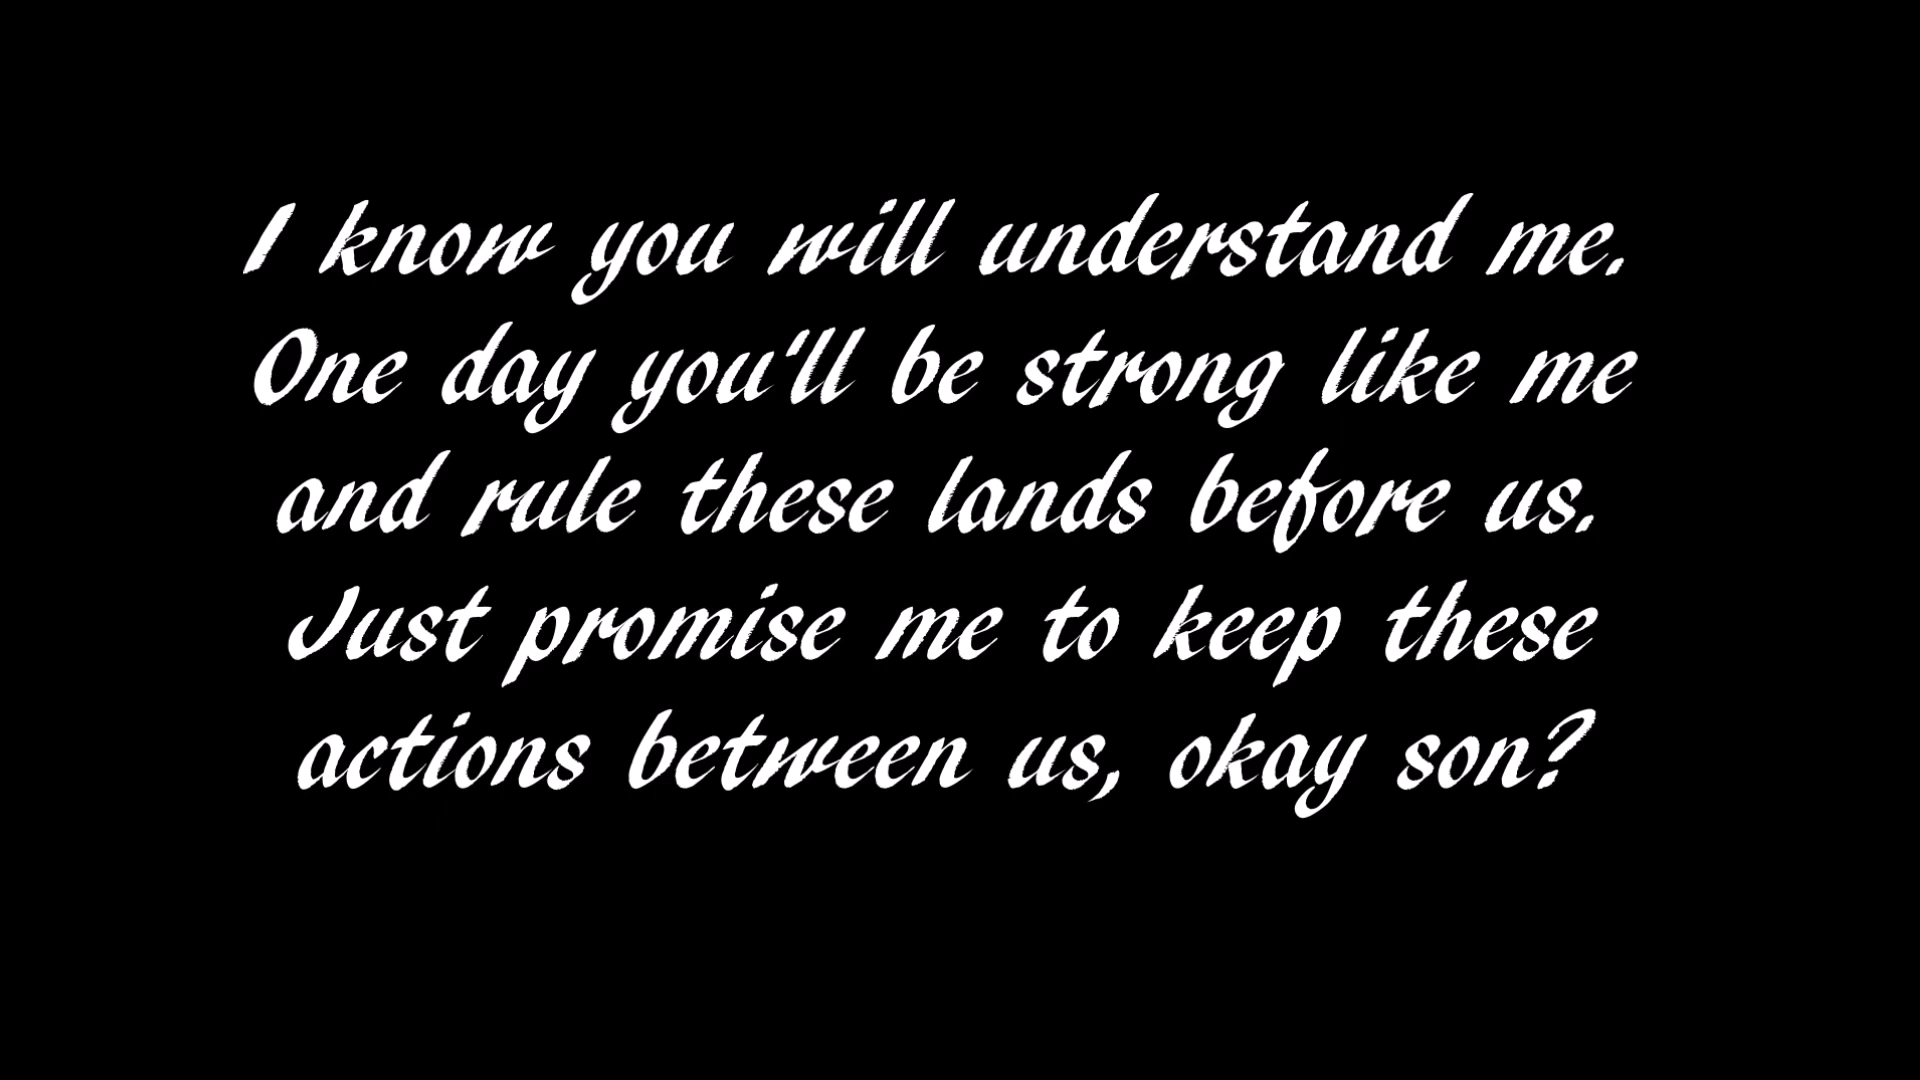 I know you will understand me.
One day you'll be strong like me
and rule these lands before us.
Just promise me to keep these
actions between us, okay son?